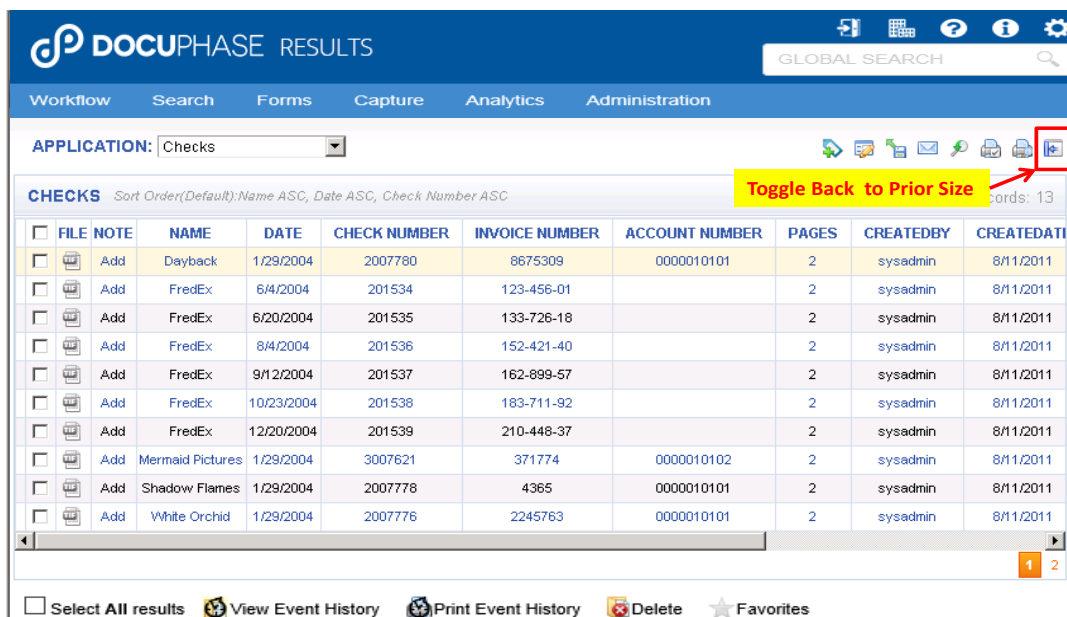 DOCUPHASE RESULTS
GLOBAL SEARCH
Workflow Search Forms Capture Analytics Administration
APPLICATION: Checks
Toggle Back to Prior Size
CHECKS Sort Order(Default):Name ASC, Date ASC, Check Number ASC
cords: 13
FILE NOTE NAME DATE CHECK NUMBER INVOICE NUMBER ACCOUNT NUMBER PAGES CREATEDBY CREATEDATI
Add Dayback 1/29/2004 2007780 8675309 0000010101 2 sysadmin 8/11/2011
Add FredEx 6/4/2004 201534 123-456-01 2 sysadmin 8/11/2011
Add FredEx 6/20/2004 201535 133-726-18 2 sysadmin 8/11/2011
Add FredEx 8/4/2004 201536 152-421-40 2 sysadmin 8/11/2011
Add FredEx 9/12/2004 201537 162-899-57 2 sysadmin 8/11/2011
Add FredEx 10/23/2004 201538 183-711-92 2 sysadmin 8/11/2011
Add FredEx 12/20/2004 201539 210-448-37 2 sysadmin 8/11/2011
Add Mermaid Pictures 1/29/2004 3007621 371774 0000010102 2 sysadmin 8/11/2011
Add Shadow Flames 1/29/2004 2007778 4365 0000010101 2 sysadmin 8/11/2011
Add White Orchid 1/29/2004 2007776 2245763 0000010101 2 sysadmin 8/11/2011
1 2
Select All results View Event History Print Event History Delete Favorites